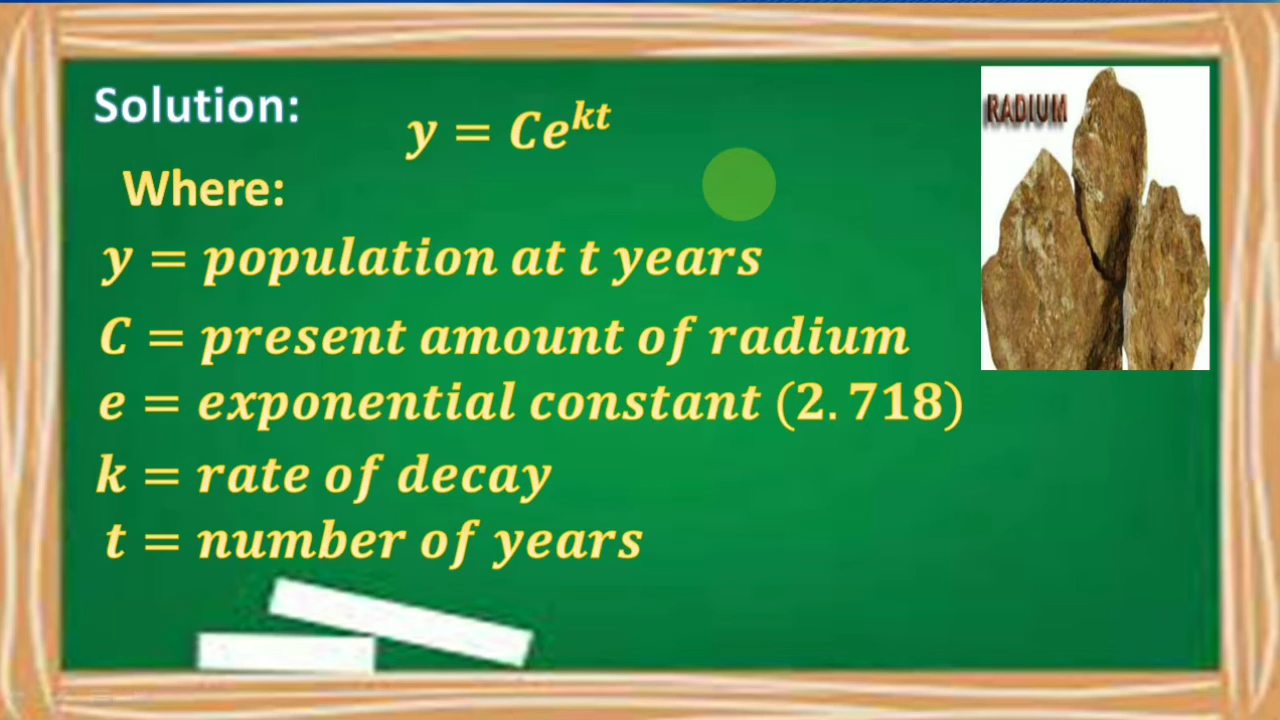 Solution:
y = Ce^{kt}
RADIUM
Where:
y = population at t years
C = present amount of radium
e = exponential constant (2.718)
k = rate of decay
t = number of years